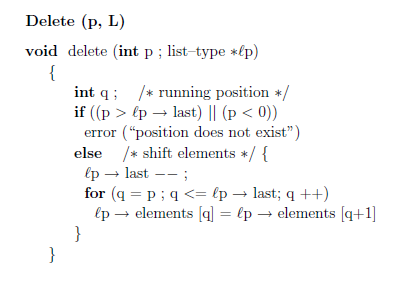 Delete (p, L)
void delete (int p ; list–type *ℓp)
{
int q ; /* running position */
if ((p > ℓp → last) || (p < 0))
error (“position does not exist”)
else /* shift elements */ {
ℓp → last −− ;
for (q = p ; q <= ℓp → last; q ++)
ℓp → elements [q] = ℓp → elements [q+1]
}
}